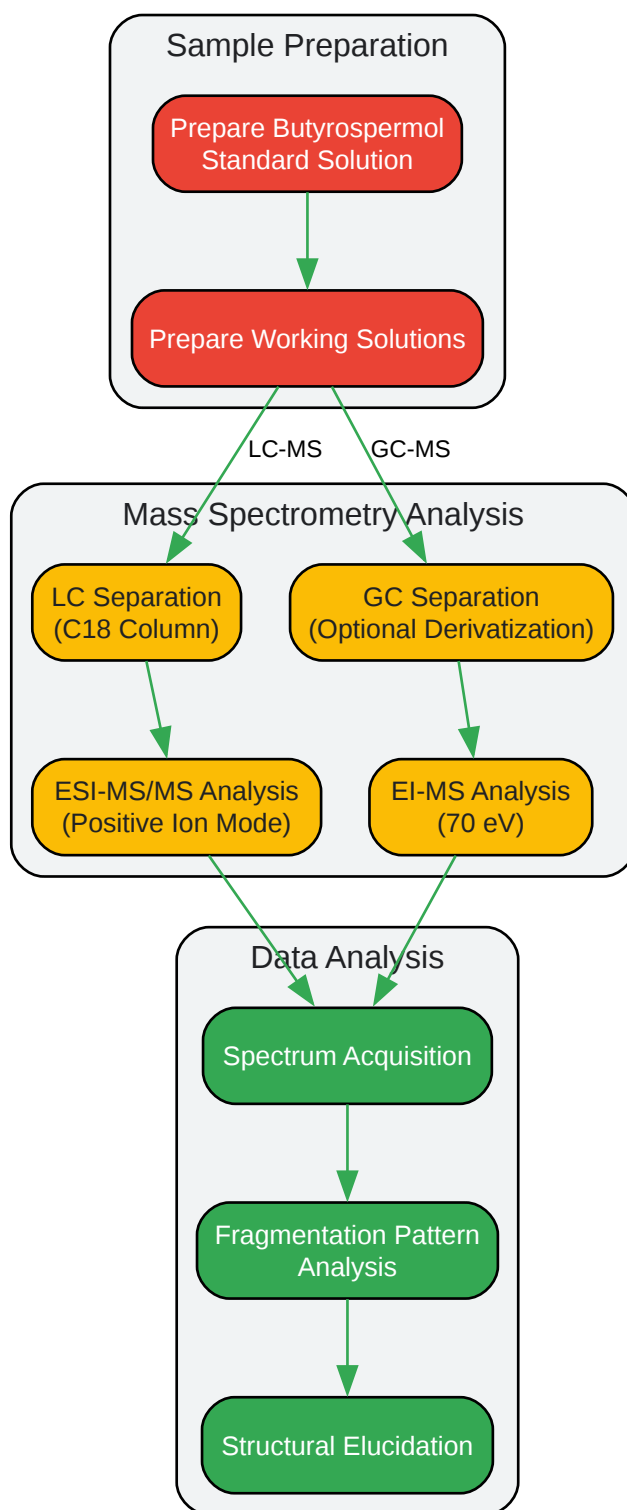 Sample Preparation
Prepare Butyrospermol
Standard Solution
Prepare Working Solutions
LC-MS
GC-MS
Mass Spectrometry Analysis
LC Separation
(C18 Column)
GC Separation
(Optional Derivatization)
ESI-MS/MS Analysis
(Positive Ion Mode)
EI-MS Analysis
(70 eV)
Data Analysis
Spectrum Acquisition
Fragmentation Pattern
Analysis
Structural Elucidation